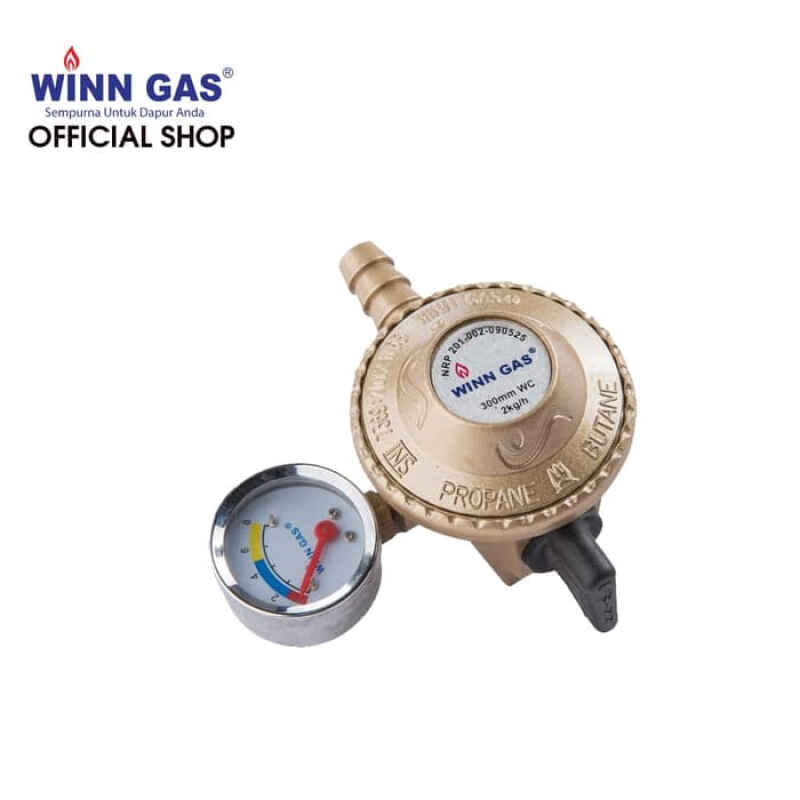 WINN GAS®
Sempurna Untuk Dapur Anda
OFFICIAL SHOP
NRP 201-002-090525
WINN GAS®
300mm WC
2kg/h
SNI
PROPANE
BUTANE
WINN GAS®
8
6
4
2